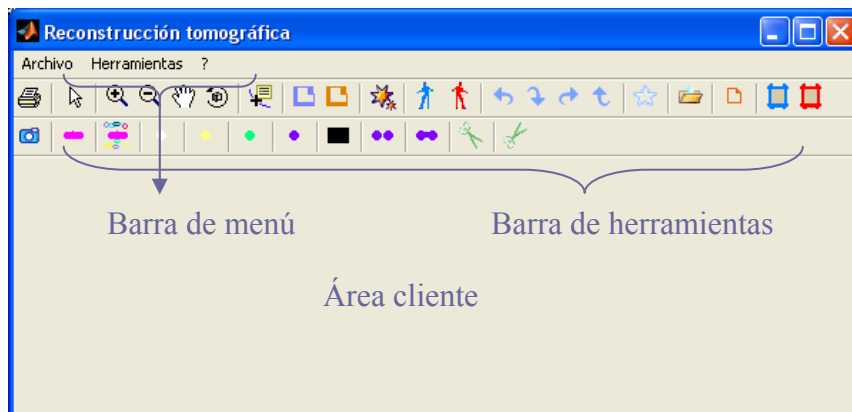 Reconstrucción tomográfica
Archivo Herramientas ?
Barra de menú Barra de herramientas
Área cliente